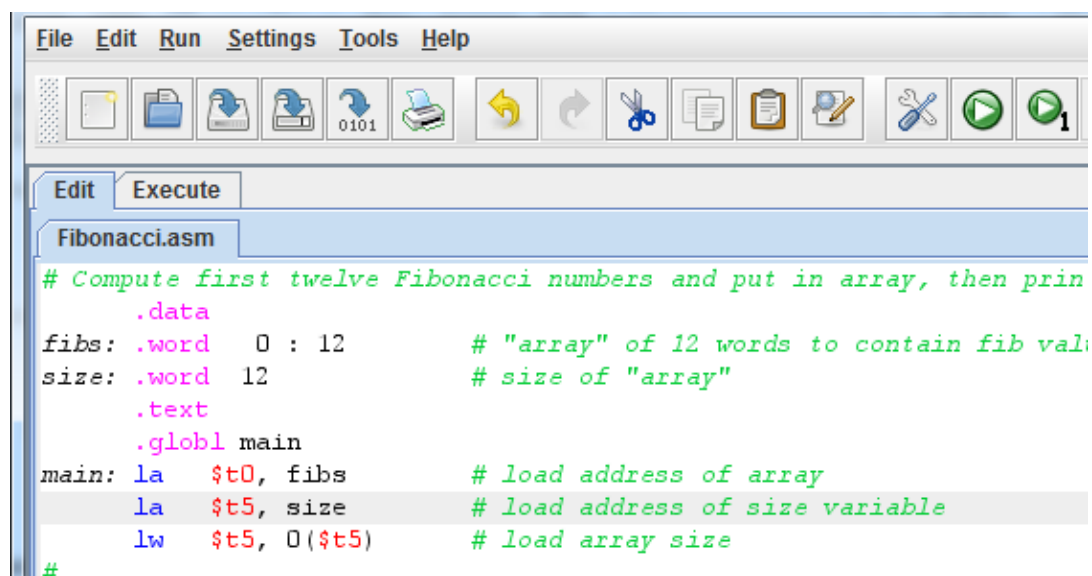 File Edit Run Settings Tools Help
0101
1
Edit Execute
Fibonacci.asm
# Compute first twelve Fibonacci numbers and put in array, then prin
.data
fibs: .word 0 : 12 # "array" of 12 words to contain fib valu
size: .word 12 # size of "array"
.text
.globl main
main: la $t0, fibs # load address of array
la $t5, size # load address of size variable
lw $t5, 0($t5) # load array size
#